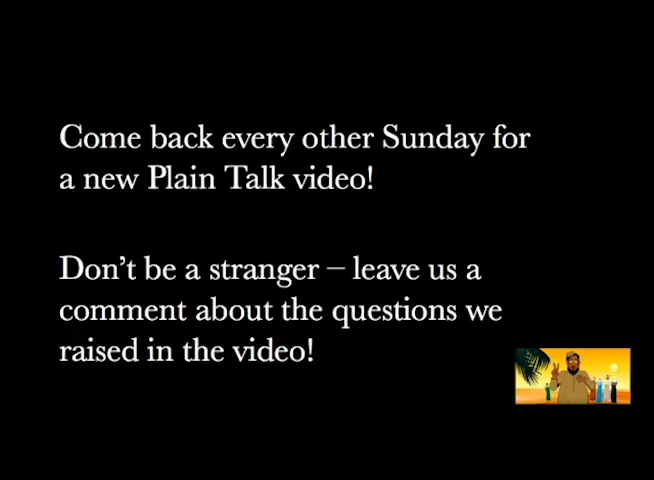 Come back every other Sunday for
a new Plain Talk video!
Don’t be a stranger – leave us a
comment about the questions we
raised in the video!